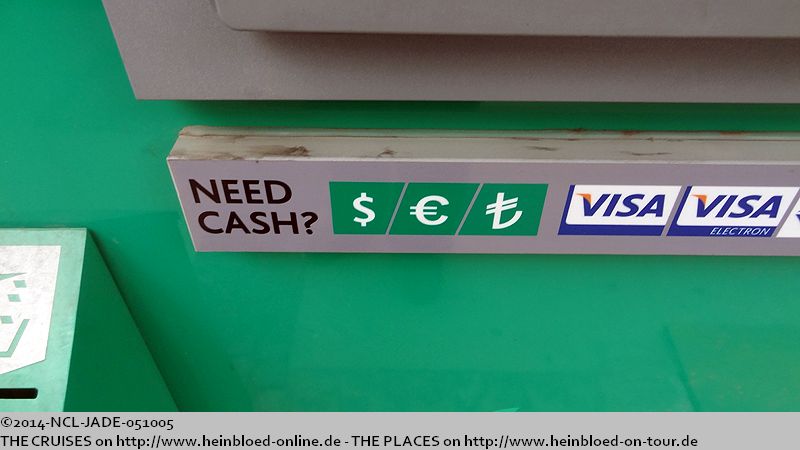 NEED
CASH?
$ € ₺
VISA VISA
ELECTRON
©2014-NCL-JADE-051005
THE CRUISES on http://www.heinbloed-online.de - THE PLACES on http://www.heinbloed-on-tour.de